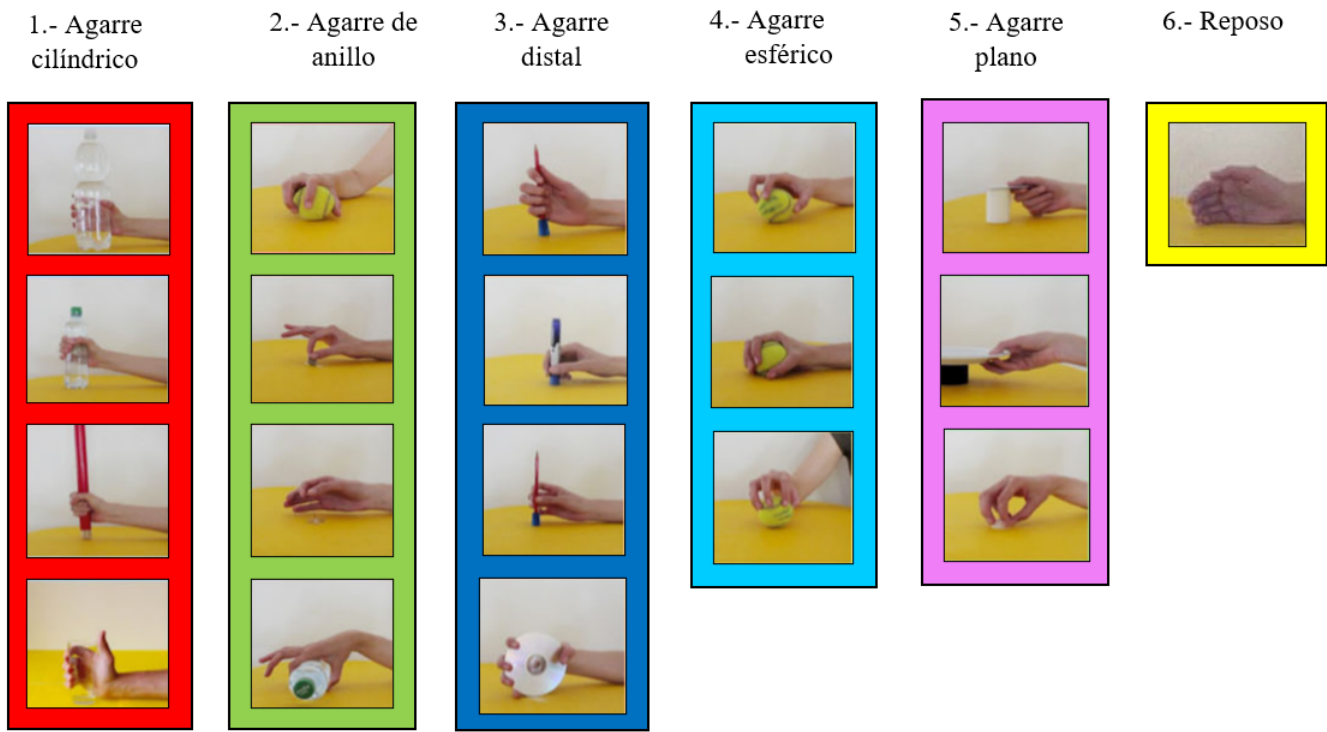 1.- Agarre
cilíndrico
2.- Agarre de
anillo
3.- Agarre
distal
4.- Agarre
esférico
5.- Agarre
plano
6.- Reposo